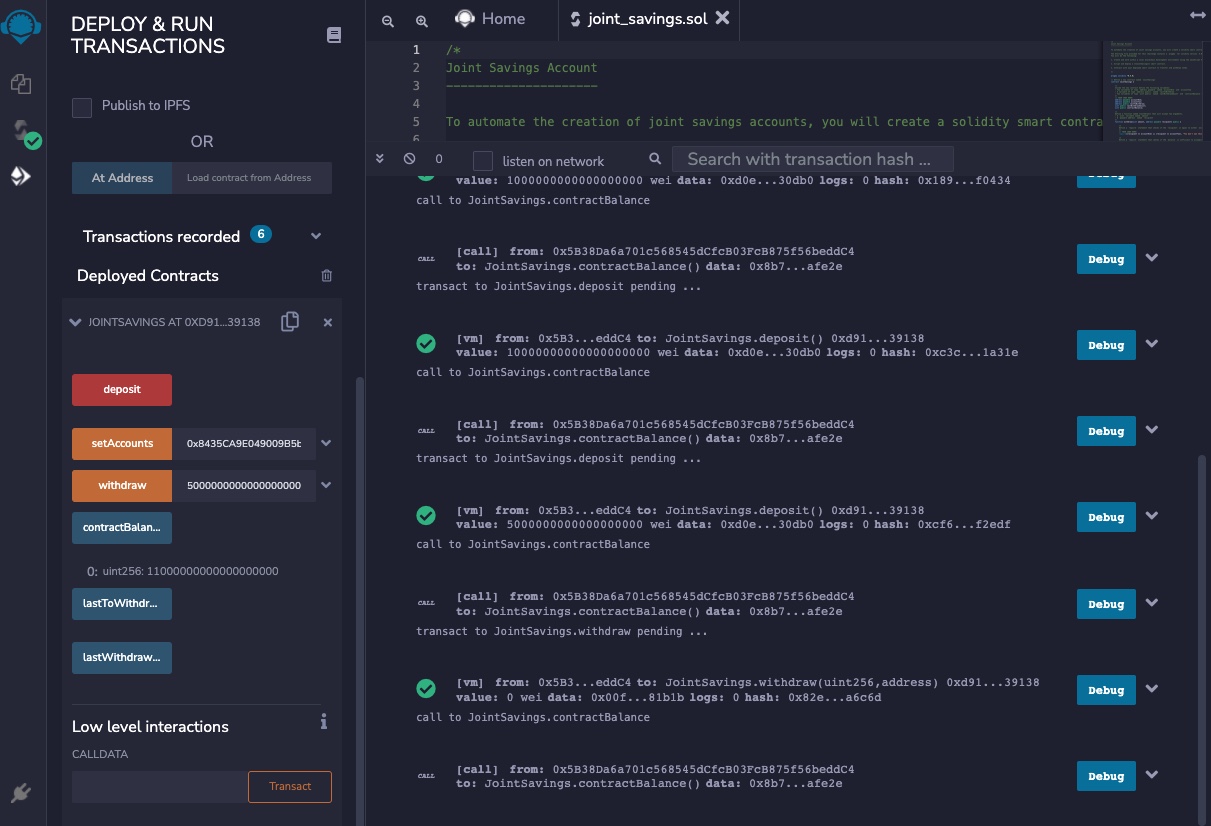 DEPLOY & RUN
TRANSACTIONS
Publish to IPFS
OR
At Address
Load contract from Address
Transactions recorded 6
Deployed Contracts
JOINTSAVINGS AT 0XD91...39138
deposit
setAccounts
0x8435CA9E049009B5b
withdraw
5000000000000000000
contractBalan...
0: uint256: 11000000000000000000
lastToWithdr...
lastWithdraw...
Low level interactions
CALLDATA
Transact
Home
joint_savings.sol
1 /*
2 Joint Savings Account
3 ---------------------
4
5 To automate the creation of joint savings accounts, you will create a solidity smart contra
6
0
listen on network
Search with transaction hash ...
value: 1000000000000000000 wei data: 0xd0e...30db0 logs: 0 hash: 0x189...f0434
Debug
call to JointSavings.contractBalance
CALL
[call] from: 0x5B38Da6a701c568545dCfcB03FcB875f56beddC4
to: JointSavings.contractBalance() data: 0x8b7...afe2e
Debug
transact to JointSavings.deposit pending ...
[vm] from: 0x5B3...eddC4 to: JointSavings.deposit() 0xd91...39138
value: 10000000000000000000 wei data: 0xd0e...30db0 logs: 0 hash: 0xc3c...1a31e
Debug
call to JointSavings.contractBalance
CALL
[call] from: 0x5B38Da6a701c568545dCfcB03FcB875f56beddC4
to: JointSavings.contractBalance() data: 0x8b7...afe2e
Debug
transact to JointSavings.deposit pending ...
[vm] from: 0x5B3...eddC4 to: JointSavings.deposit() 0xd91...39138
value: 5000000000000000000 wei data: 0xd0e...30db0 logs: 0 hash: 0xcf6...f2edf
Debug
call to JointSavings.contractBalance
CALL
[call] from: 0x5B38Da6a701c568545dCfcB03FcB875f56beddC4
to: JointSavings.contractBalance() data: 0x8b7...afe2e
Debug
transact to JointSavings.withdraw pending ...
[vm] from: 0x5B3...eddC4 to: JointSavings.withdraw(uint256,address) 0xd91...39138
value: 0 wei data: 0x00f...81b1b logs: 0 hash: 0x82e...a6c6d
Debug
call to JointSavings.contractBalance
CALL
[call] from: 0x5B38Da6a701c568545dCfcB03FcB875f56beddC4
to: JointSavings.contractBalance() data: 0x8b7...afe2e
Debug